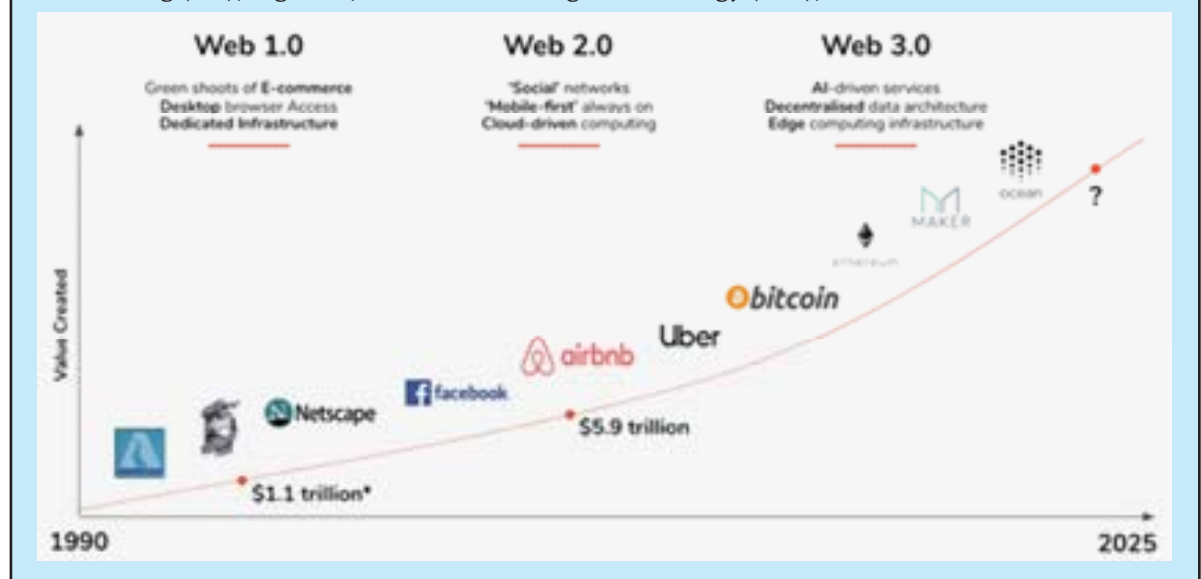 Web 1.0
Green shoots of E-commerce
Desktop browser Access
Dedicated Infrastructure
Web 2.0
'Social' networks
'Mobile-first' always on
Cloud-driven computing
Web 3.0
AI-driven services
Decentralised data architecture
Edge computing infrastructure
ocean
?
MAKER
ethereum
bitcoin
Uber
airbnb
facebook
Netscape
$5.9 trillion
$1.1 trillion*
Value Created
1990
2025